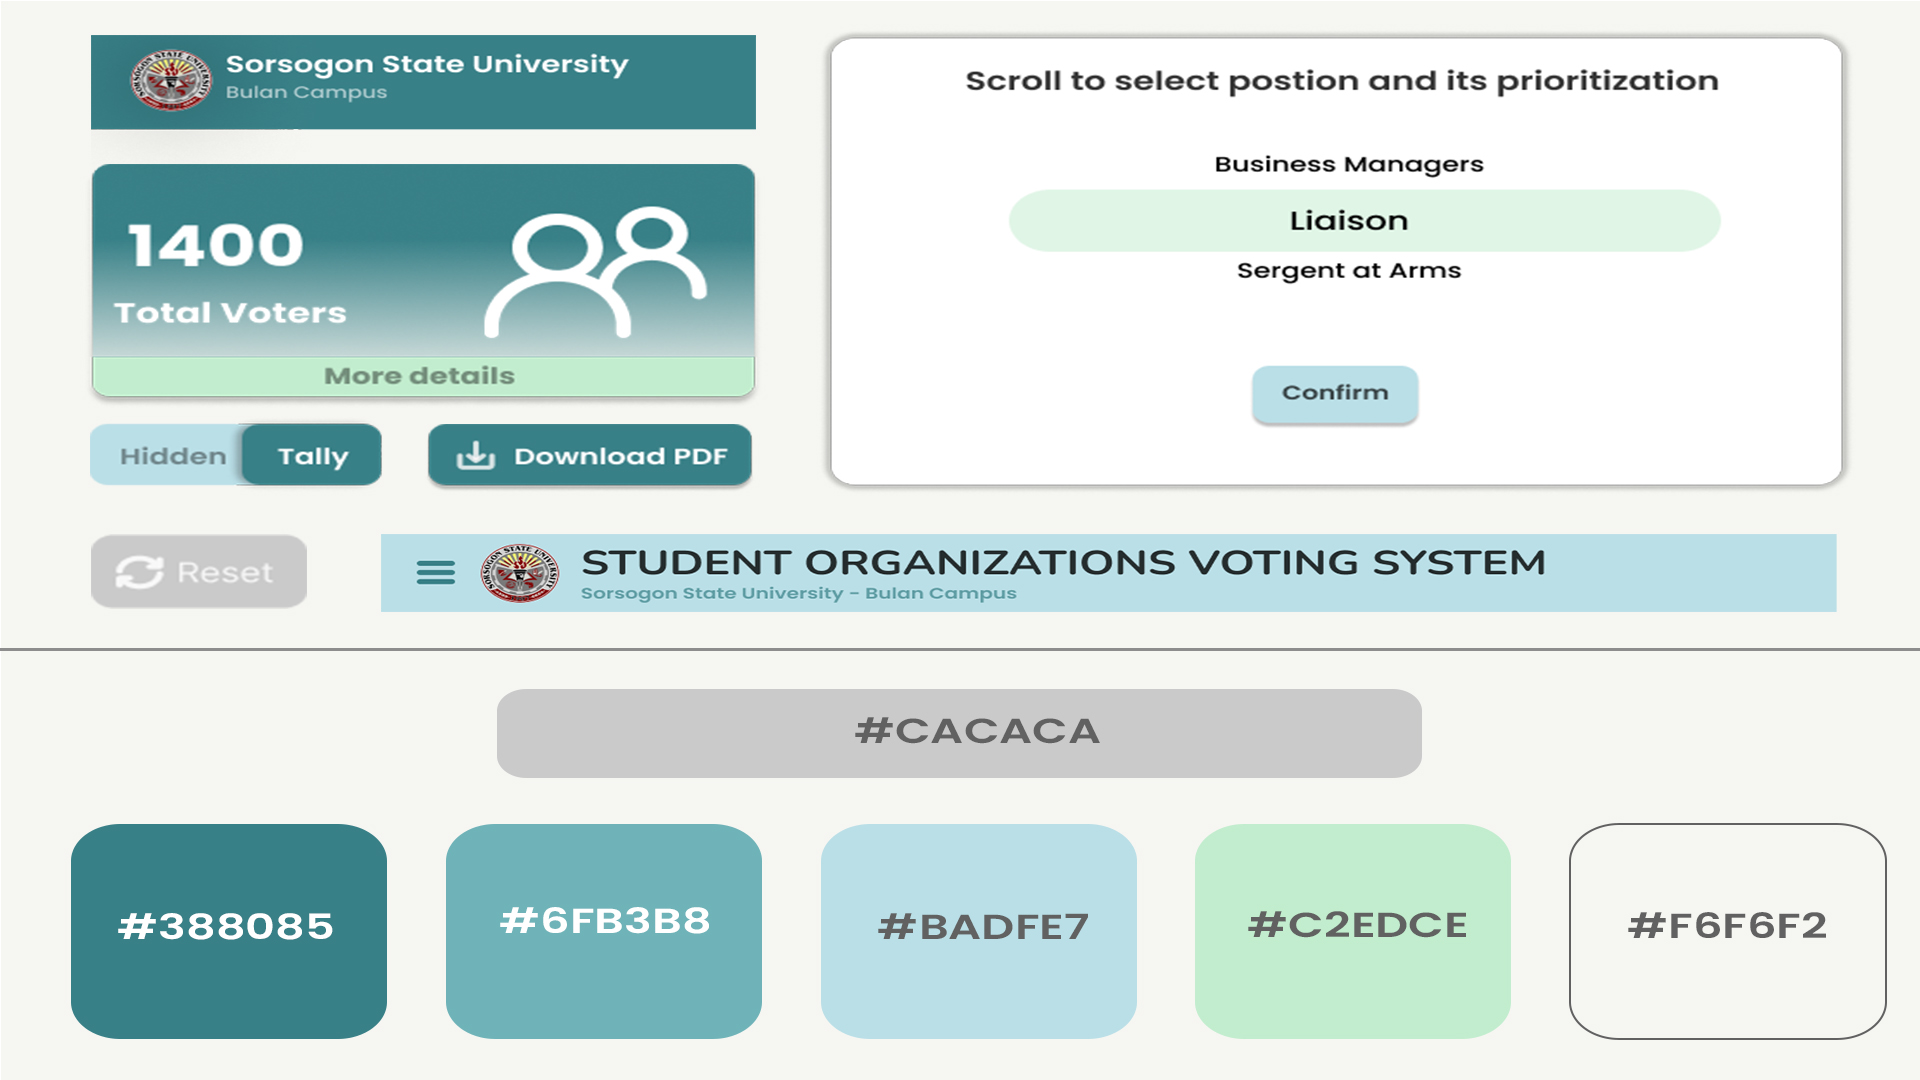 Sorsogon State University
Bulan Campus
1400
Total Voters
More details
Hidden
Tally
Download PDF
Scroll to select postion and its prioritization
Business Managers
Liaison
Sergent at Arms
Confirm
Reset
STUDENT ORGANIZATIONS VOTING SYSTEM
Sorsogon State University - Bulan Campus
#CACACA
#388085
#6FB3B8
#BADFE7
#C2EDCE
#F6F6F2